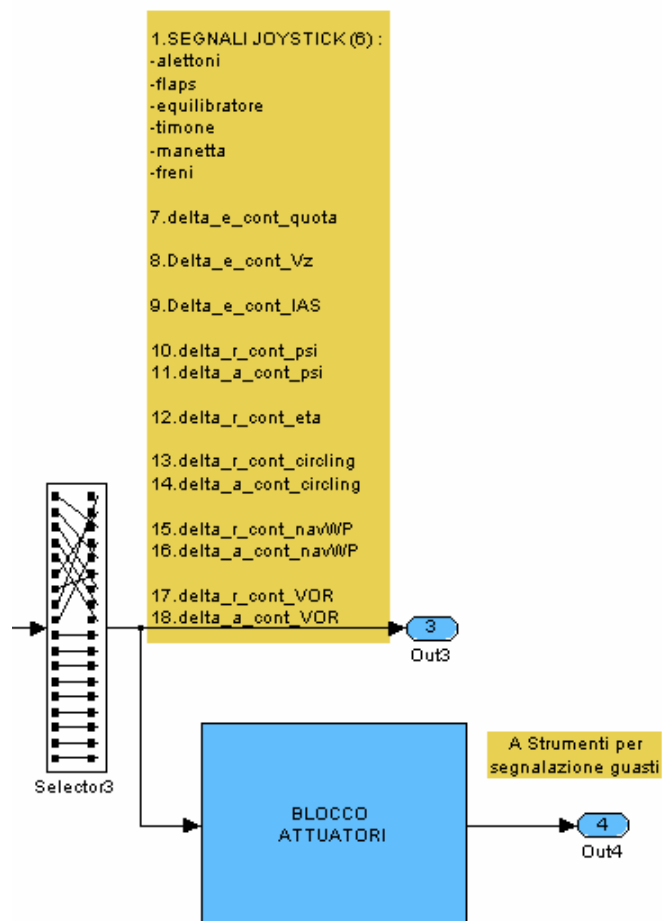 1.SEGNALI JOYSTICK (6) :
-alettoni
-flaps
-equilibratore
-timone
-manetta
-freni
7.delta_e_cont_quota
8.Delta_e_cont_Vz
9.Delta_e_cont_IAS
10.delta_r_cont_psi
11.delta_a_cont_psi
12.delta_r_cont_eta
13.delta_r_cont_circling
14.delta_a_cont_circling
15.delta_r_cont_navWP
16.delta_a_cont_navWP
17.delta_r_cont_VOR
18.delta_a_cont_VOR
3
Out3
Selector3
A Strumenti per
segnalazione guasti
BLOCCO
ATTUATORI
4
Out4